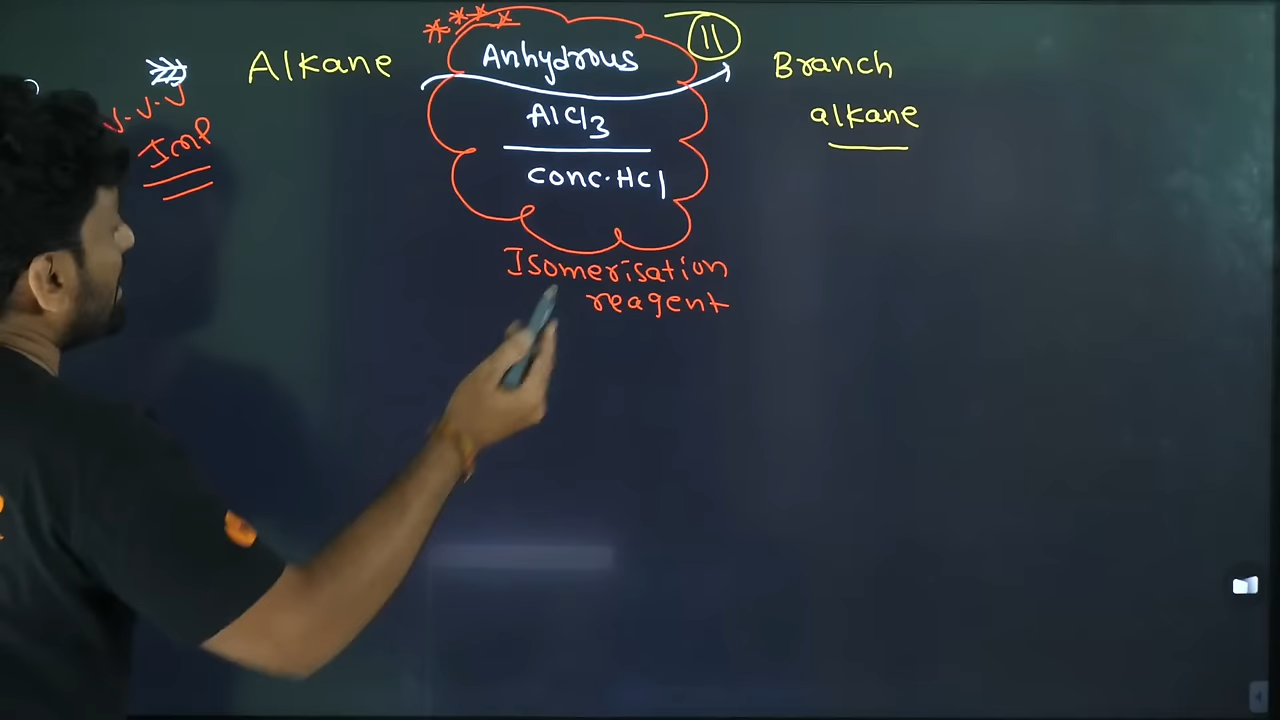 Alkane
Anhydrous
AlCl3
conc. HCl
11
Branch
alkane
V.V.V
Imp
Isomerisation
reagent